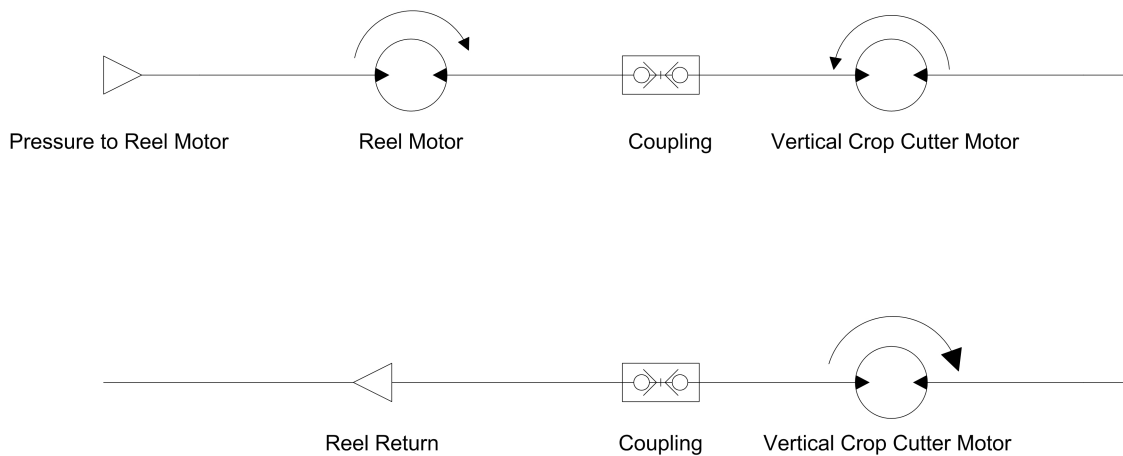 Pressure to Reel Motor
Reel Motor
Coupling
Vertical Crop Cutter Motor
Reel Return
Coupling
Vertical Crop Cutter Motor